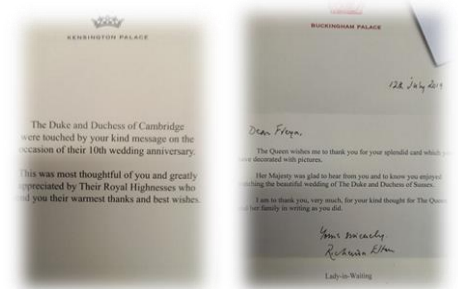 KENSINGTON PALACE
The Duke and Duchess of Cambridge
were touched by your kind message on the
occasion of their 10th wedding anniversary.
This was most thoughtful of you and greatly
appreciated by Their Royal Highnesses who
send you their warmest thanks and best wishes.
BUCKINGHAM PALACE
12th July 2019
Dear Freya,
The Queen wishes me to thank you for your splendid card which you
have decorated with pictures.
Her Majesty was glad to hear from you and to know you enjoyed
watching the beautiful wedding of The Duke and Duchess of Sussex.
I am to thank you, very much, for your kind thought for The Queen
and her family in writing as you did.
Yours sincerely,
Lady-in-Waiting